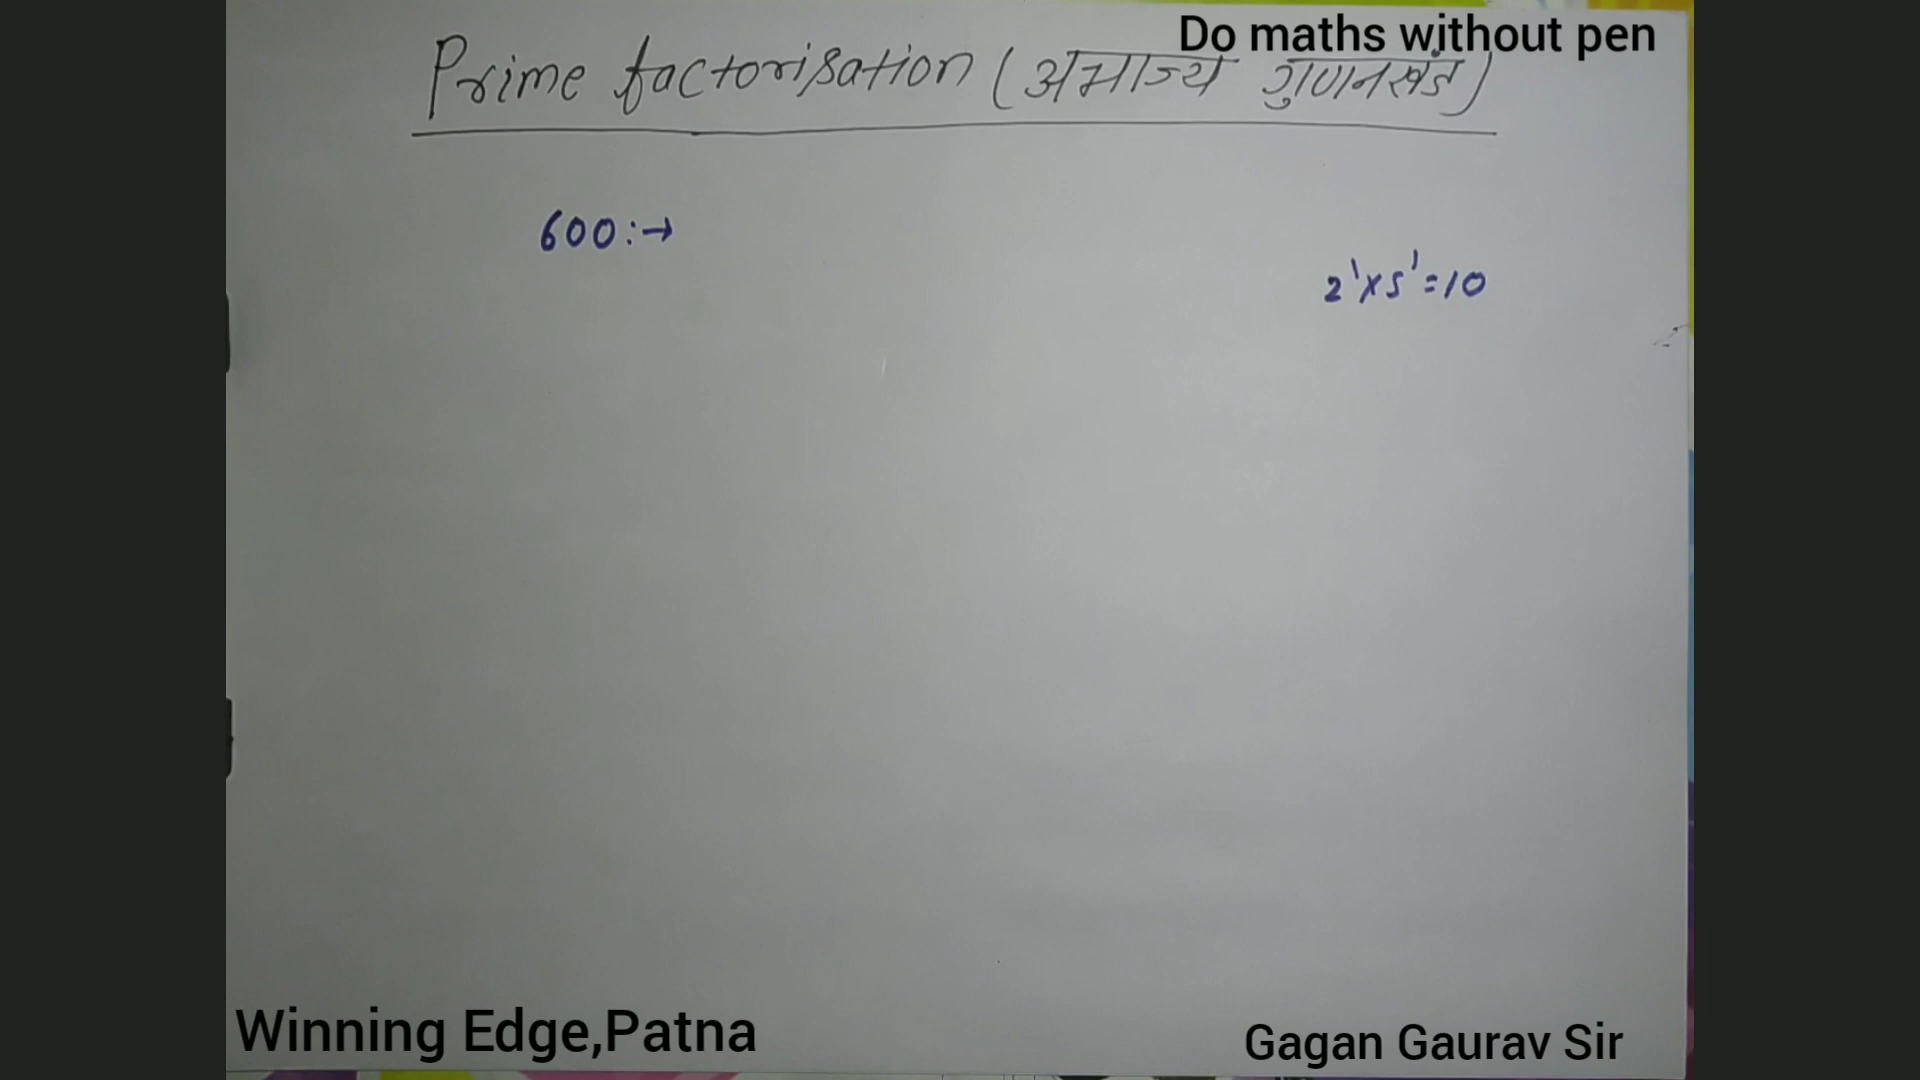 Do maths without pen
Prime factorisation (अभाज्य गुणनखंड)
600:→
2¹×5¹=10
Winning Edge,Patna
Gagan Gaurav Sir